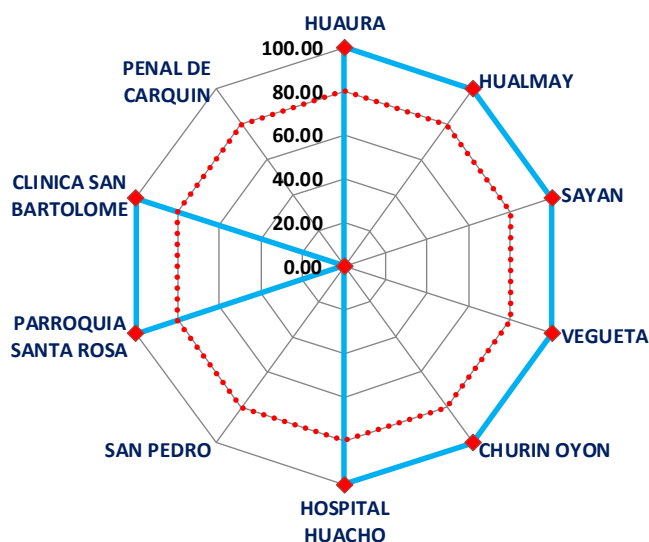 HUAURA
100.00
PENAL DE
CARQUIN
HUALMAY
80.00
60.00
CLINICA SAN
BARTOLOME
40.00
SAYAN
20.00
0.00
PARROQUIA
SANTA ROSA
VEGUETA
SAN PEDRO
CHURIN OYON
HOSPITAL
HUACHO